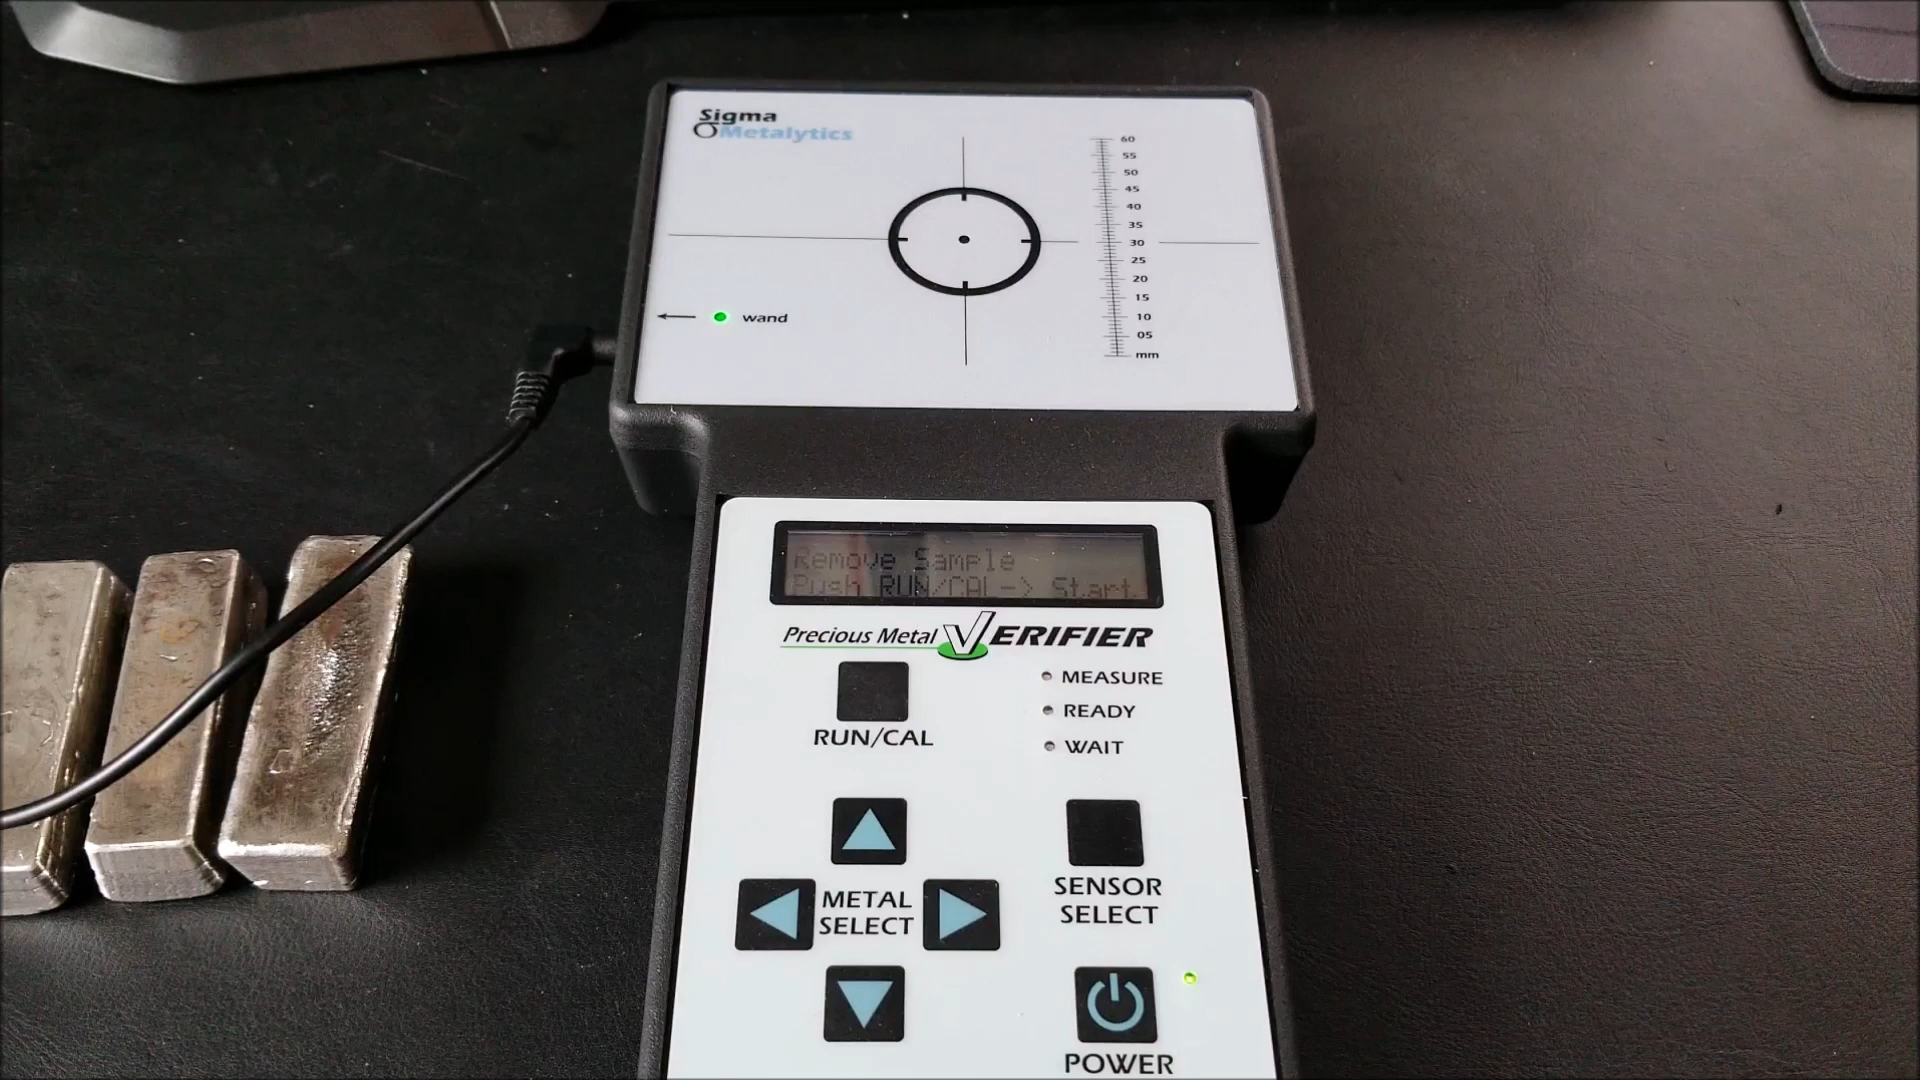 Sigma
Metalytics
60
55
50
45
40
35
30
25
20
15
10
05
mm
wand
Remove Sample
Push RUN/CAL-> Start
Precious Metal VERIFIER
MEASURE
READY
WAIT
RUN/CAL
METAL
SELECT
SENSOR
SELECT
POWER